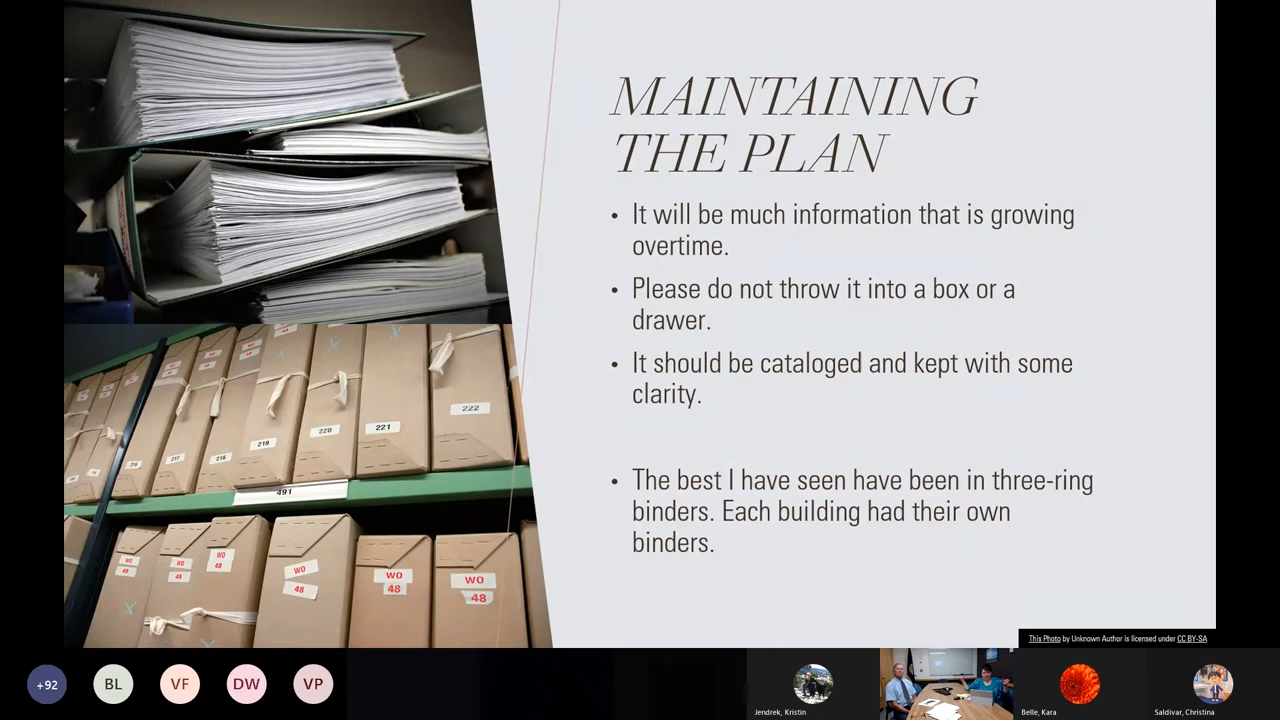 MAINTAINING
THE PLAN
• It will be much information that is growing
overtime.
• Please do not throw it into a box or a
drawer.
• It should be cataloged and kept with some
clarity.
• The best I have seen have been in three-ring
binders. Each building had their own
binders.
216
217
218
219
220
221
222
491
WO
48
WO
48
WO
48
WO
48
WO
48
WO
48
This Photo by Unknown Author is licensed under CC BY-SA
+92
BL
VF
DW
VP
Jendrek, Kristin
Belle, Kara
Saldivar, Christina